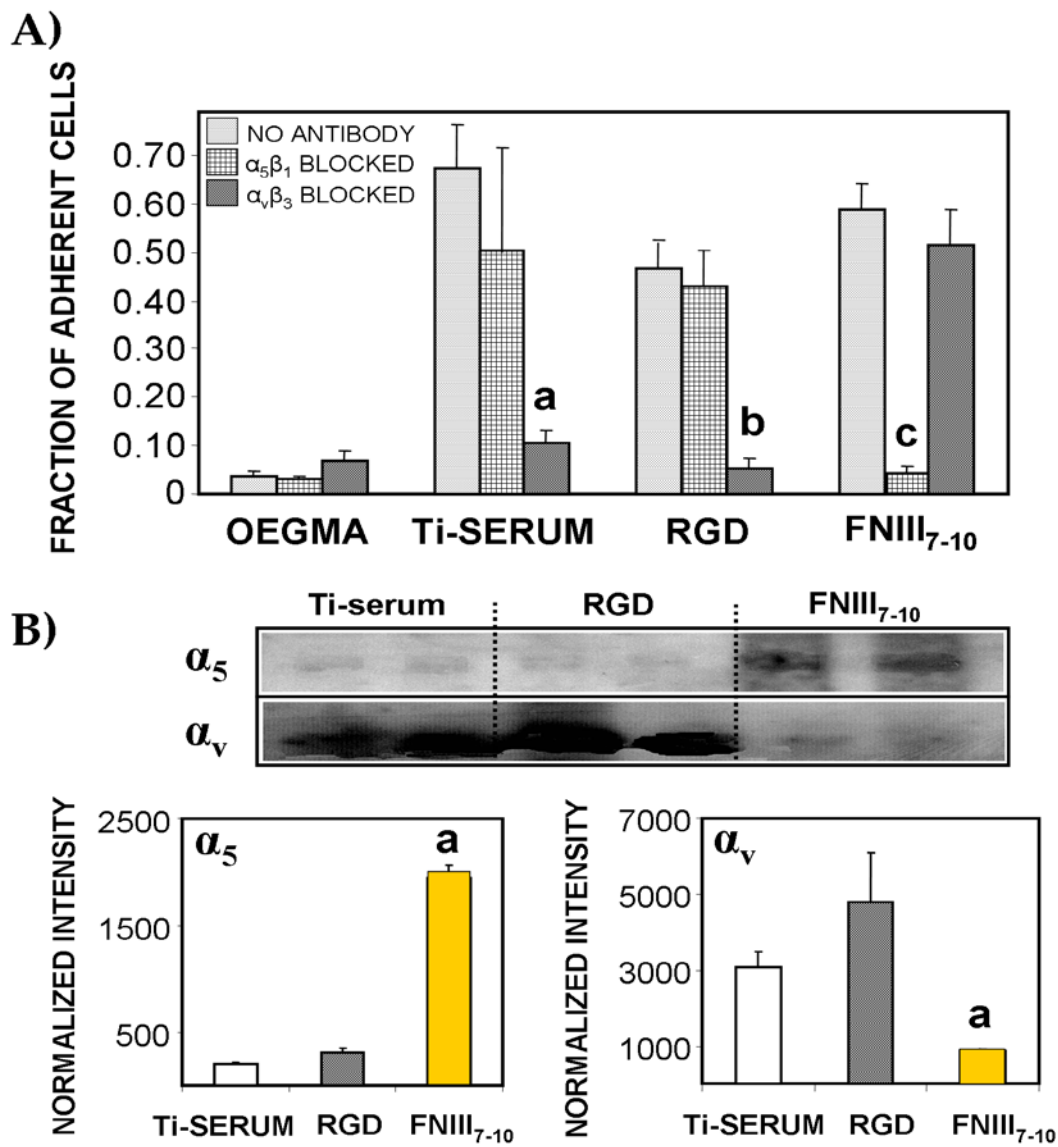 A)
FRACTION OF ADHERENT CELLS
0.70
0.60
0.50
0.40
0.30
0.20
0.10
0
NO ANTIBODY
α5β1 BLOCKED
αvβ3 BLOCKED
a
b
c
OEGMA
Ti-SERUM
RGD
FNIII7-10
B)
Ti-serum
RGD
FNIII7-10
α5
αv
NORMALIZED INTENSITY
2500
1500
500
α5
a
Ti-SERUM
RGD
FNIII7-10
NORMALIZED INTENSITY
7000
5000
3000
1000
αv
a
Ti-SERUM
RGD
FNIII7-10